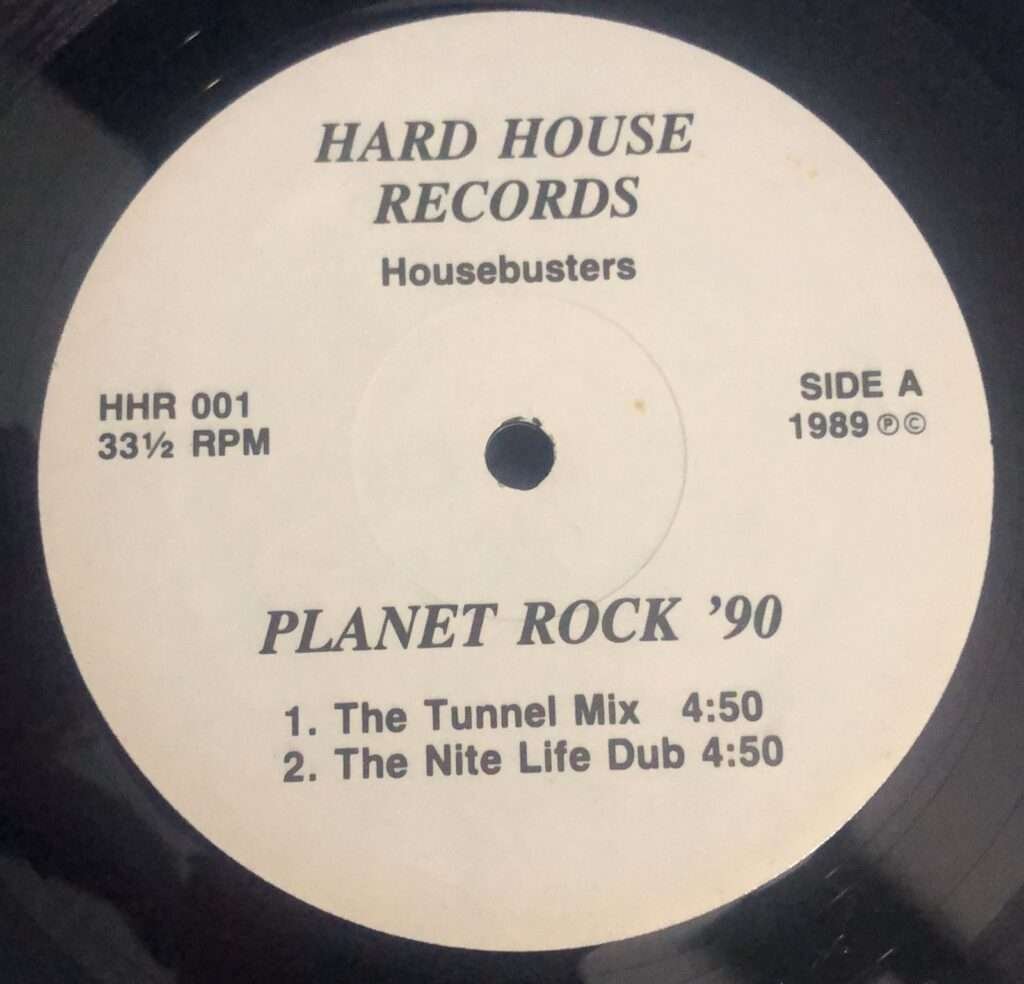 HARD HOUSE
RECORDS
Housebusters
HHR 001
33½ RPM
SIDE A
1989 ℗ ©
PLANET ROCK ’90
1. The Tunnel Mix 4:50
2. The Nite Life Dub 4:50